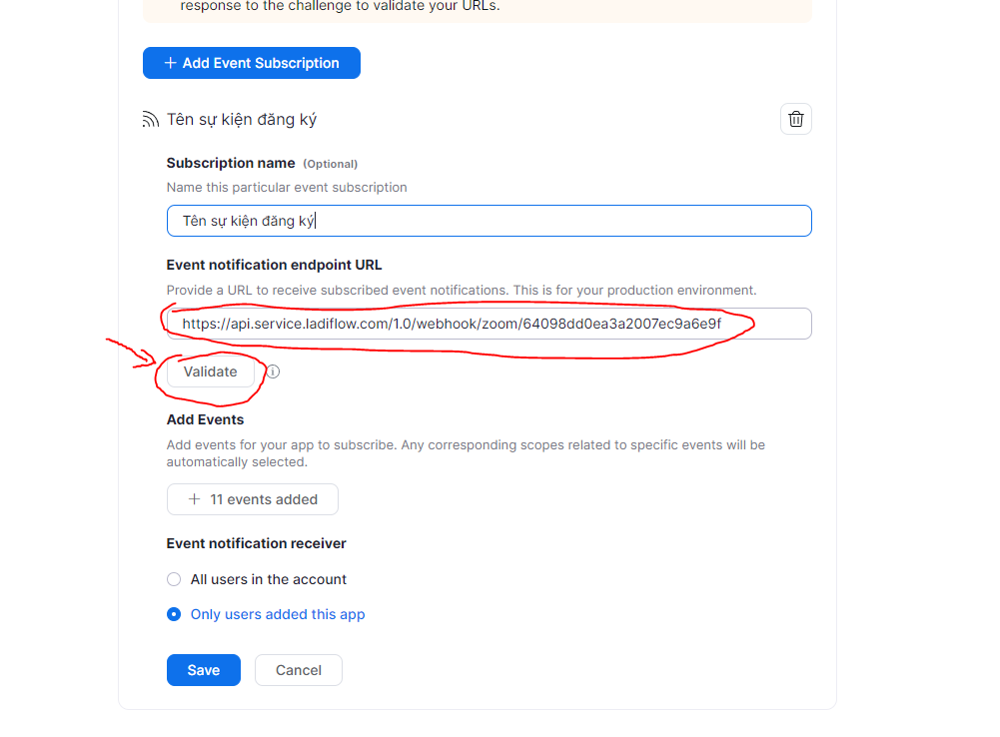 response to the challenge to validate your URLs.
+ Add Event Subscription
Tên sự kiện đăng ký
Subscription name (Optional)
Name this particular event subscription
Tên sự kiện đăng ký
Event notification endpoint URL
Provide a URL to receive subscribed event notifications. This is for your production environment.
https://api.service.ladiflow.com/1.0/webhook/zoom/64098dd0ea3a2007ec9a6e9f
Validate
Add Events
Add events for your app to subscribe. Any corresponding scopes related to specific events will be
automatically selected.
+ 11 events added
Event notification receiver
All users in the account
Only users added this app
Save Cancel